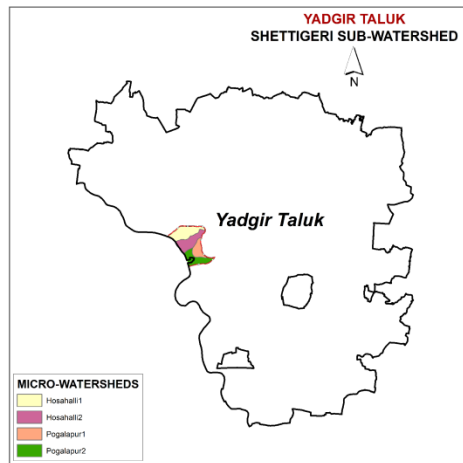 YADGIR TALUK
SHETTIGERI SUB-WATERSHED
N
Yadgir Taluk
MICRO-WATERSHEDS
Hosahalli1
Hosahalli2
Pogalapur1
Pogalapur2